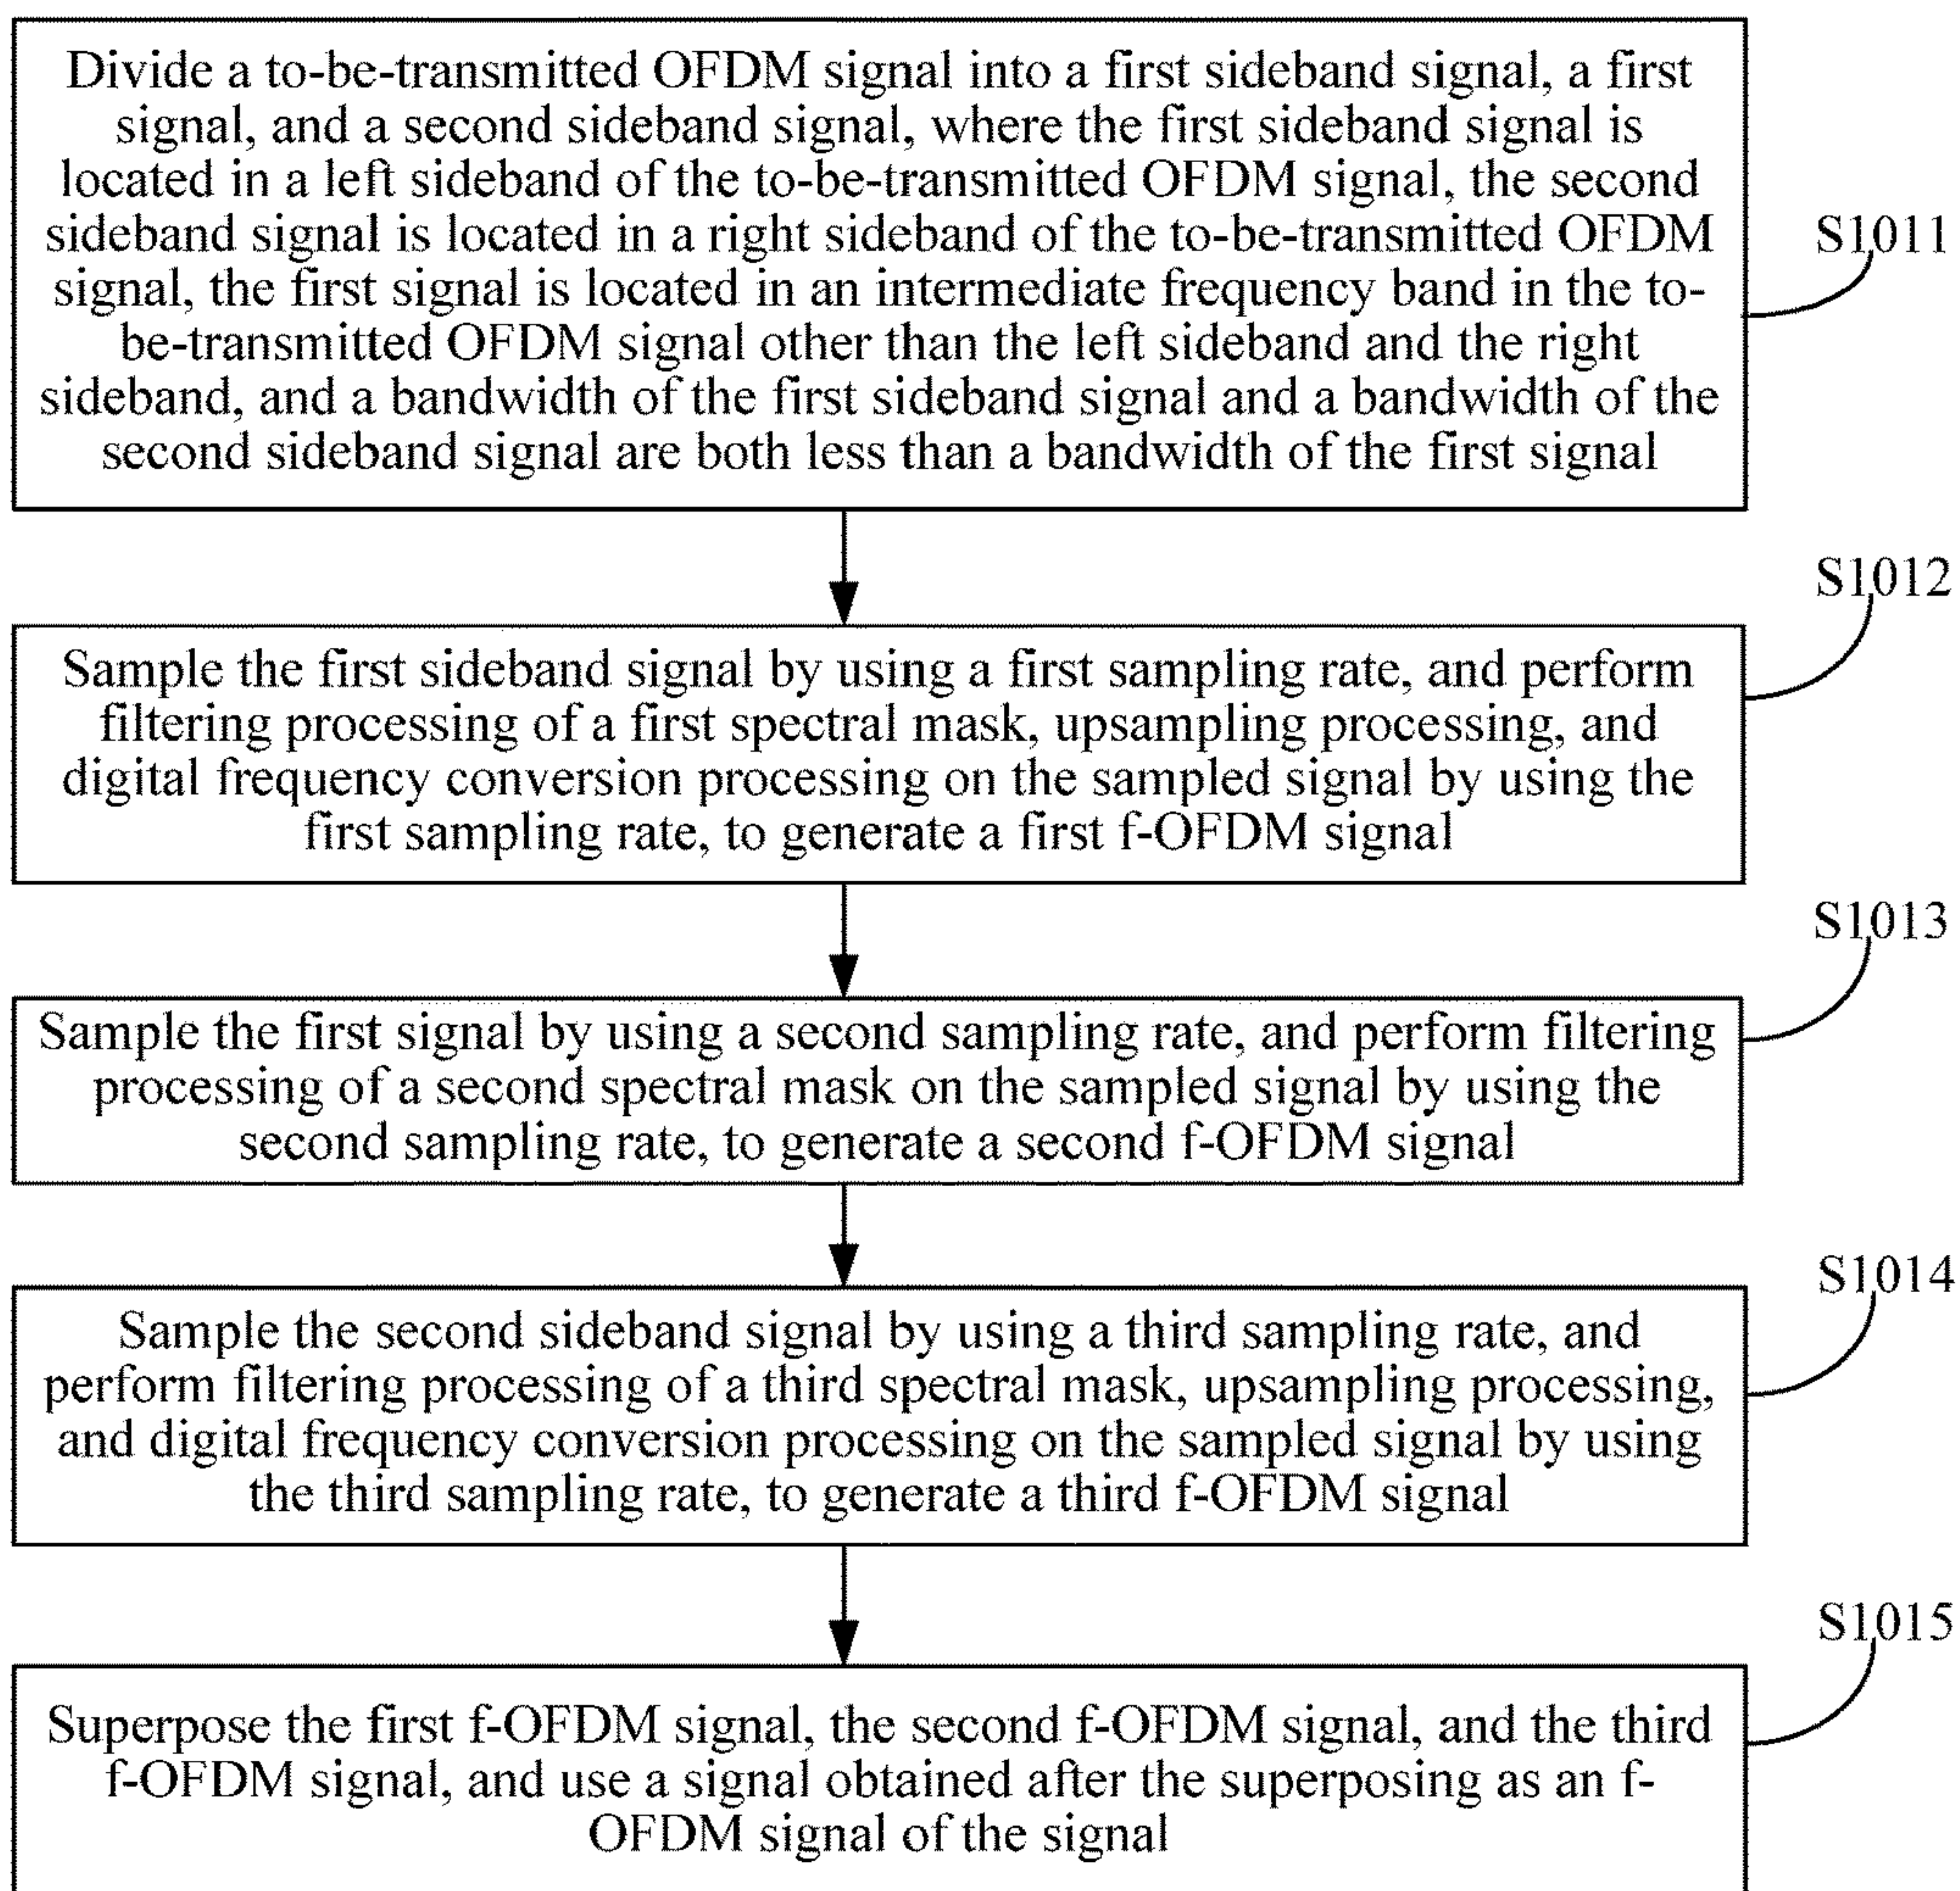 Divide a to-be-transmitted OFDM signal into a first sideband signal, a first
signal, and a second sideband signal, where the first sideband signal is
located in a left sideband of the to-be-transmitted OFDM signal, the second
sideband signal is located in a right sideband of the to-be-transmitted OFDM
signal, the first signal is located in an intermediate frequency band in the to-
be-transmitted OFDM signal other than the left sideband and the right
sideband, and a bandwidth of the first sideband signal and a bandwidth of the
second sideband signal are both less than a bandwidth of the first signal
S1011
S1012
Sample the first sideband signal by using a first sampling rate, and perform
filtering processing of a first spectral mask, upsampling processing, and
digital frequency conversion processing on the sampled signal by using the
first sampling rate, to generate a first f-OFDM signal
S1013
Sample the first signal by using a second sampling rate, and perform filtering
processing of a second spectral mask on the sampled signal by using the
second sampling rate, to generate a second f-OFDM signal
S1014
Sample the second sideband signal by using a third sampling rate, and
perform filtering processing of a third spectral mask, upsampling processing,
and digital frequency conversion processing on the sampled signal by using
the third sampling rate, to generate a third f-OFDM signal
S1015
Superpose the first f-OFDM signal, the second f-OFDM signal, and the third
f-OFDM signal, and use a signal obtained after the superposing as an f-
OFDM signal of the signal